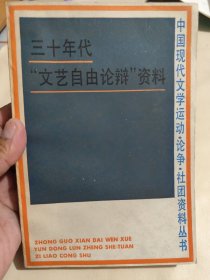 三十年代
“文艺自由论辩”资料
中国现代文学运动·论争·社团资料丛书
ZHONG GUO XIAN DAI WEN XUE
YUN DONG LUN ZHENG SHE TUAN
ZI LIAO CONG SHU